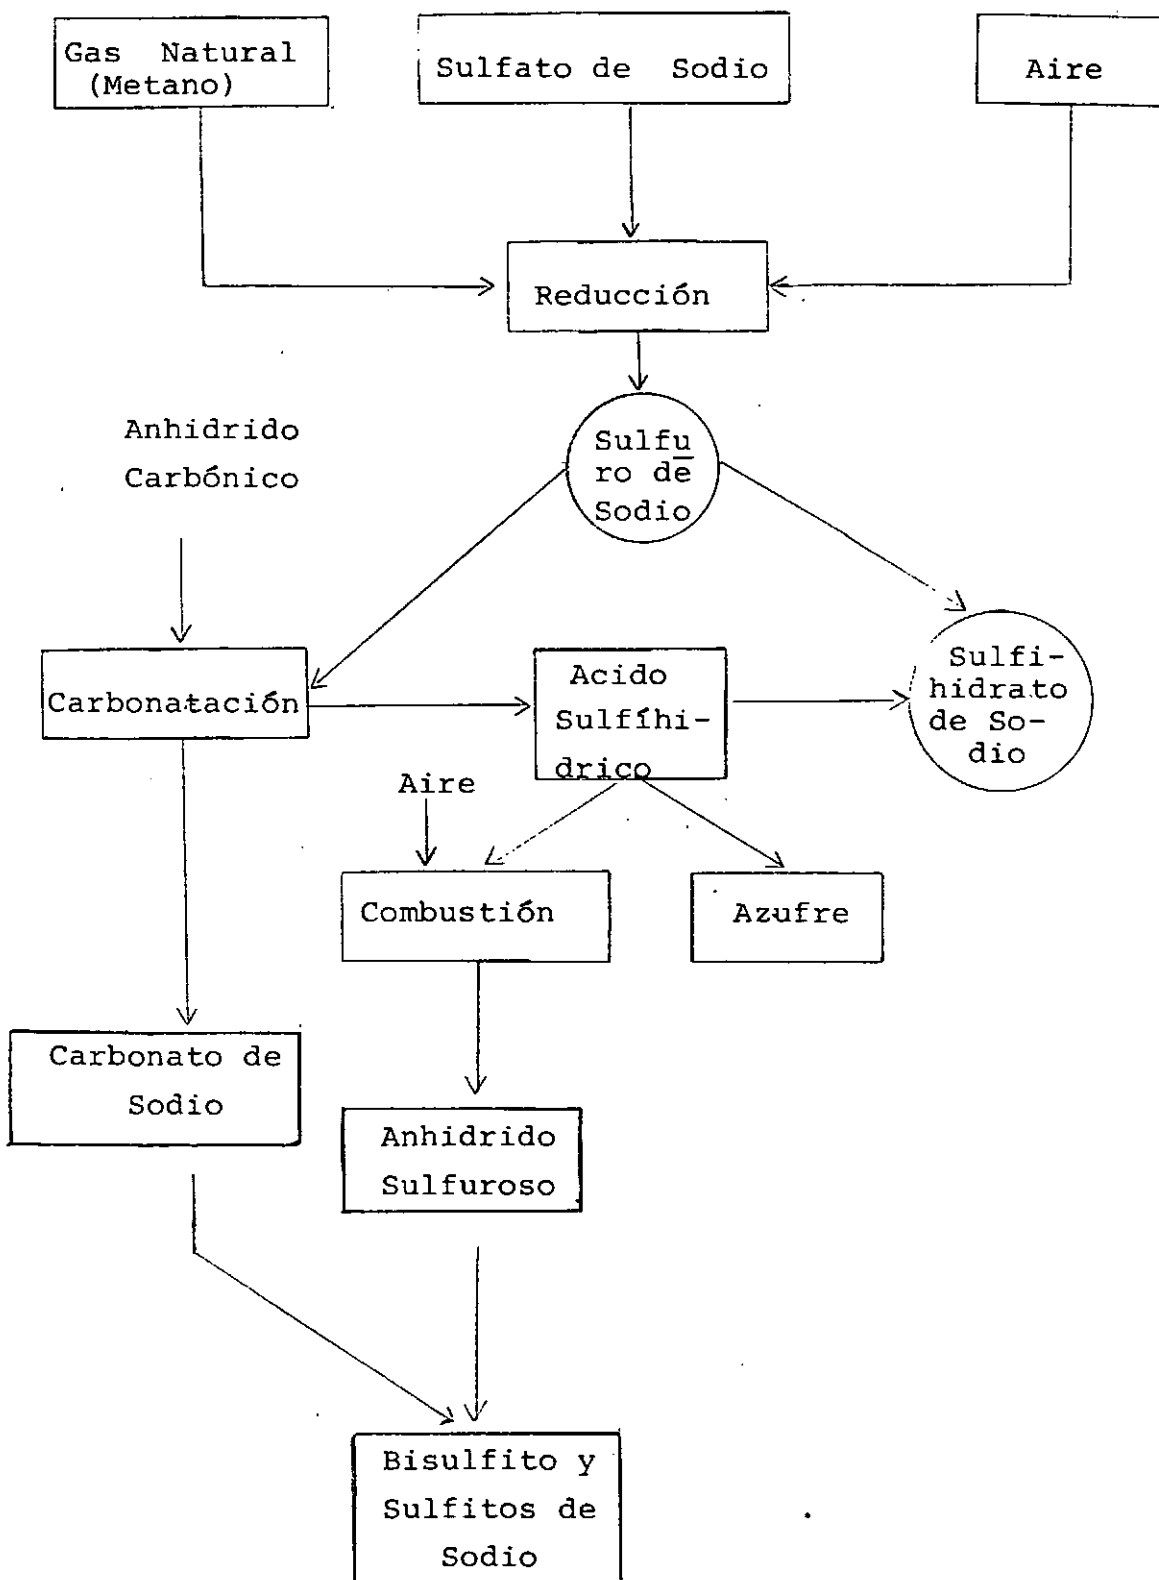 Gas Natural
(Metano)
Sulfato de Sodio
Aire
Reducción
Anhidrido
Carbónico
Sulfu
ro de
Sodio
Carbonatación
Acido
Sulfíhi-
drico
Sulfi-
hidrato
de So-
dio
Aire
Combustión
Azufre
Carbonato de
Sodio
Anhidrido
Sulfuroso
Bisulfito y
Sulfitos de
Sodio